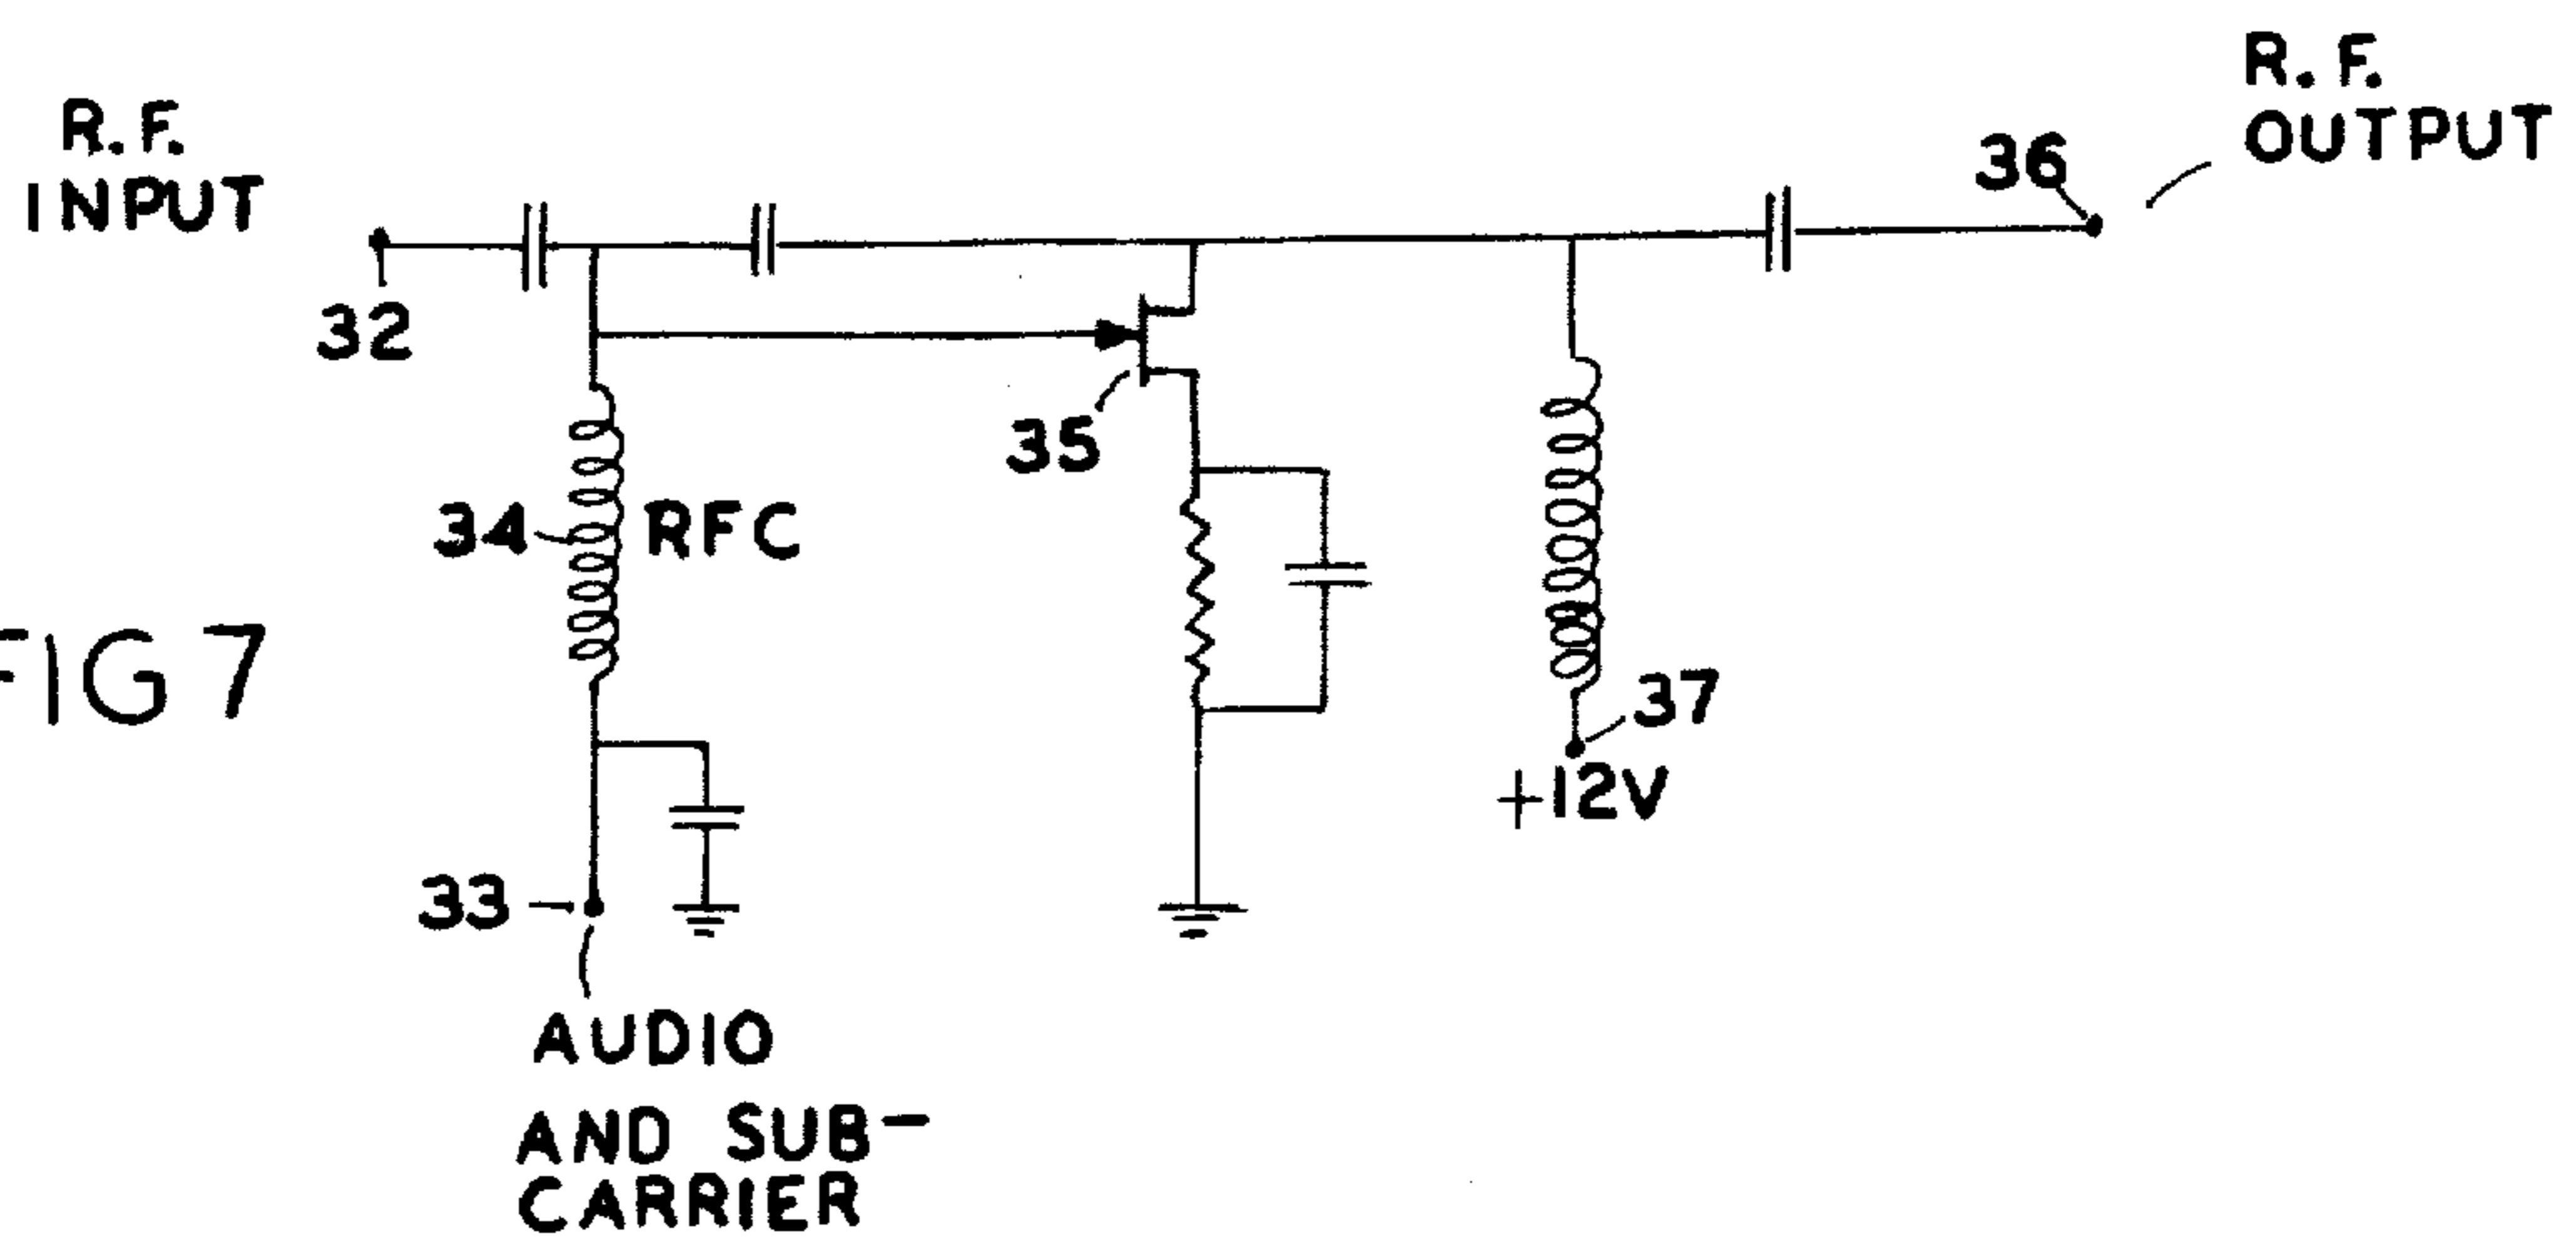 R.F.
INPUT
R.F.
OUTPUT
36
32
35
34
RFC
FIG 7
37
+12V
33
AUDIO
AND SUB-
CARRIER